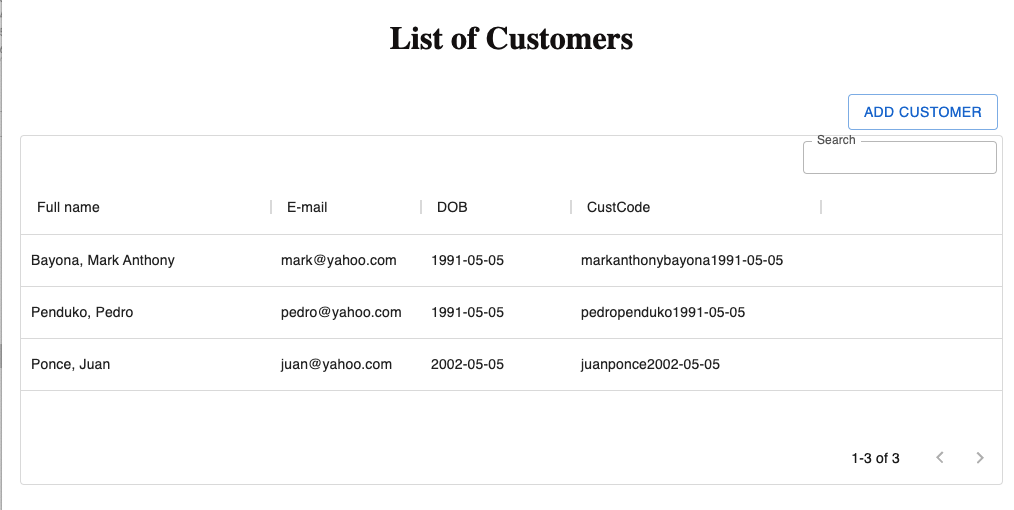 List of Customers
ADD CUSTOMER
Search
Full name E-mail DOB CustCode
Bayona, Mark Anthony mark@yahoo.com 1991-05-05 markanthonybayona1991-05-05
Penduko, Pedro pedro@yahoo.com 1991-05-05 pedropenduko1991-05-05
Ponce, Juan juan@yahoo.com 2002-05-05 juanponce2002-05-05
1-3 of 3